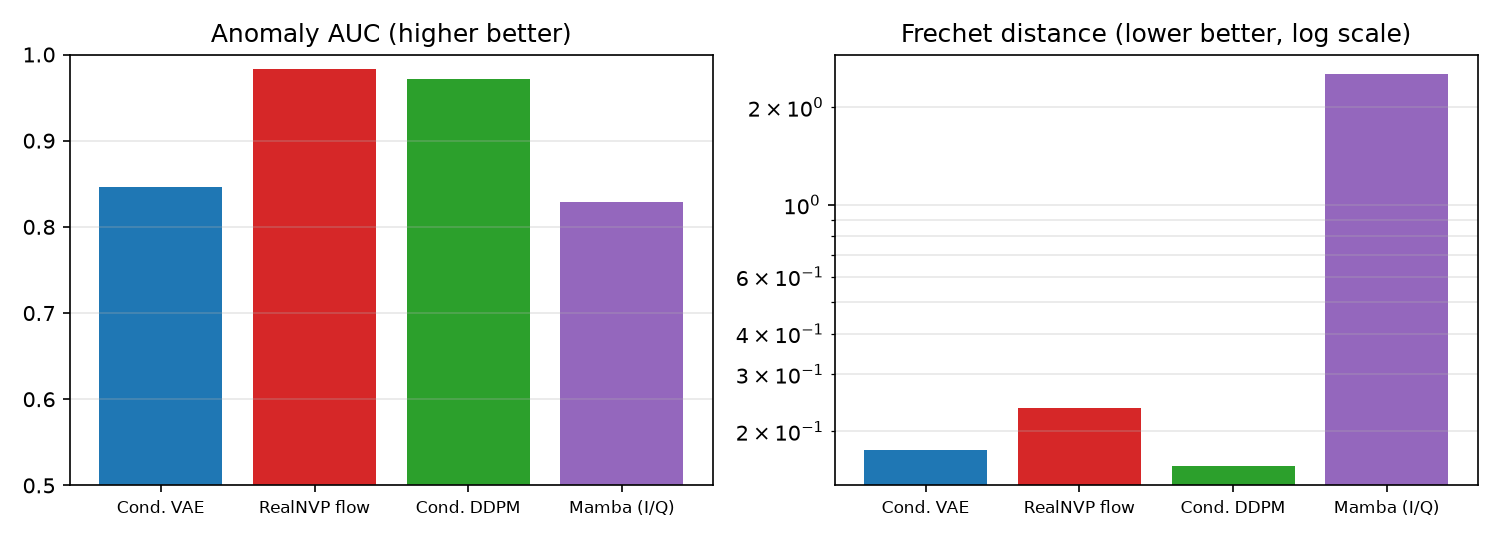 Anomaly AUC (higher better)
1.0
0.9
0.8
0.7
0.6
0.5
Cond. VAE
RealNVP flow
Cond. DDPM
Mamba (I/Q)
Frechet distance (lower better, log scale)
2 × 10⁰
10⁰
6 × 10⁻¹
4 × 10⁻¹
3 × 10⁻¹
2 × 10⁻¹
Cond. VAE
RealNVP flow
Cond. DDPM
Mamba (I/Q)